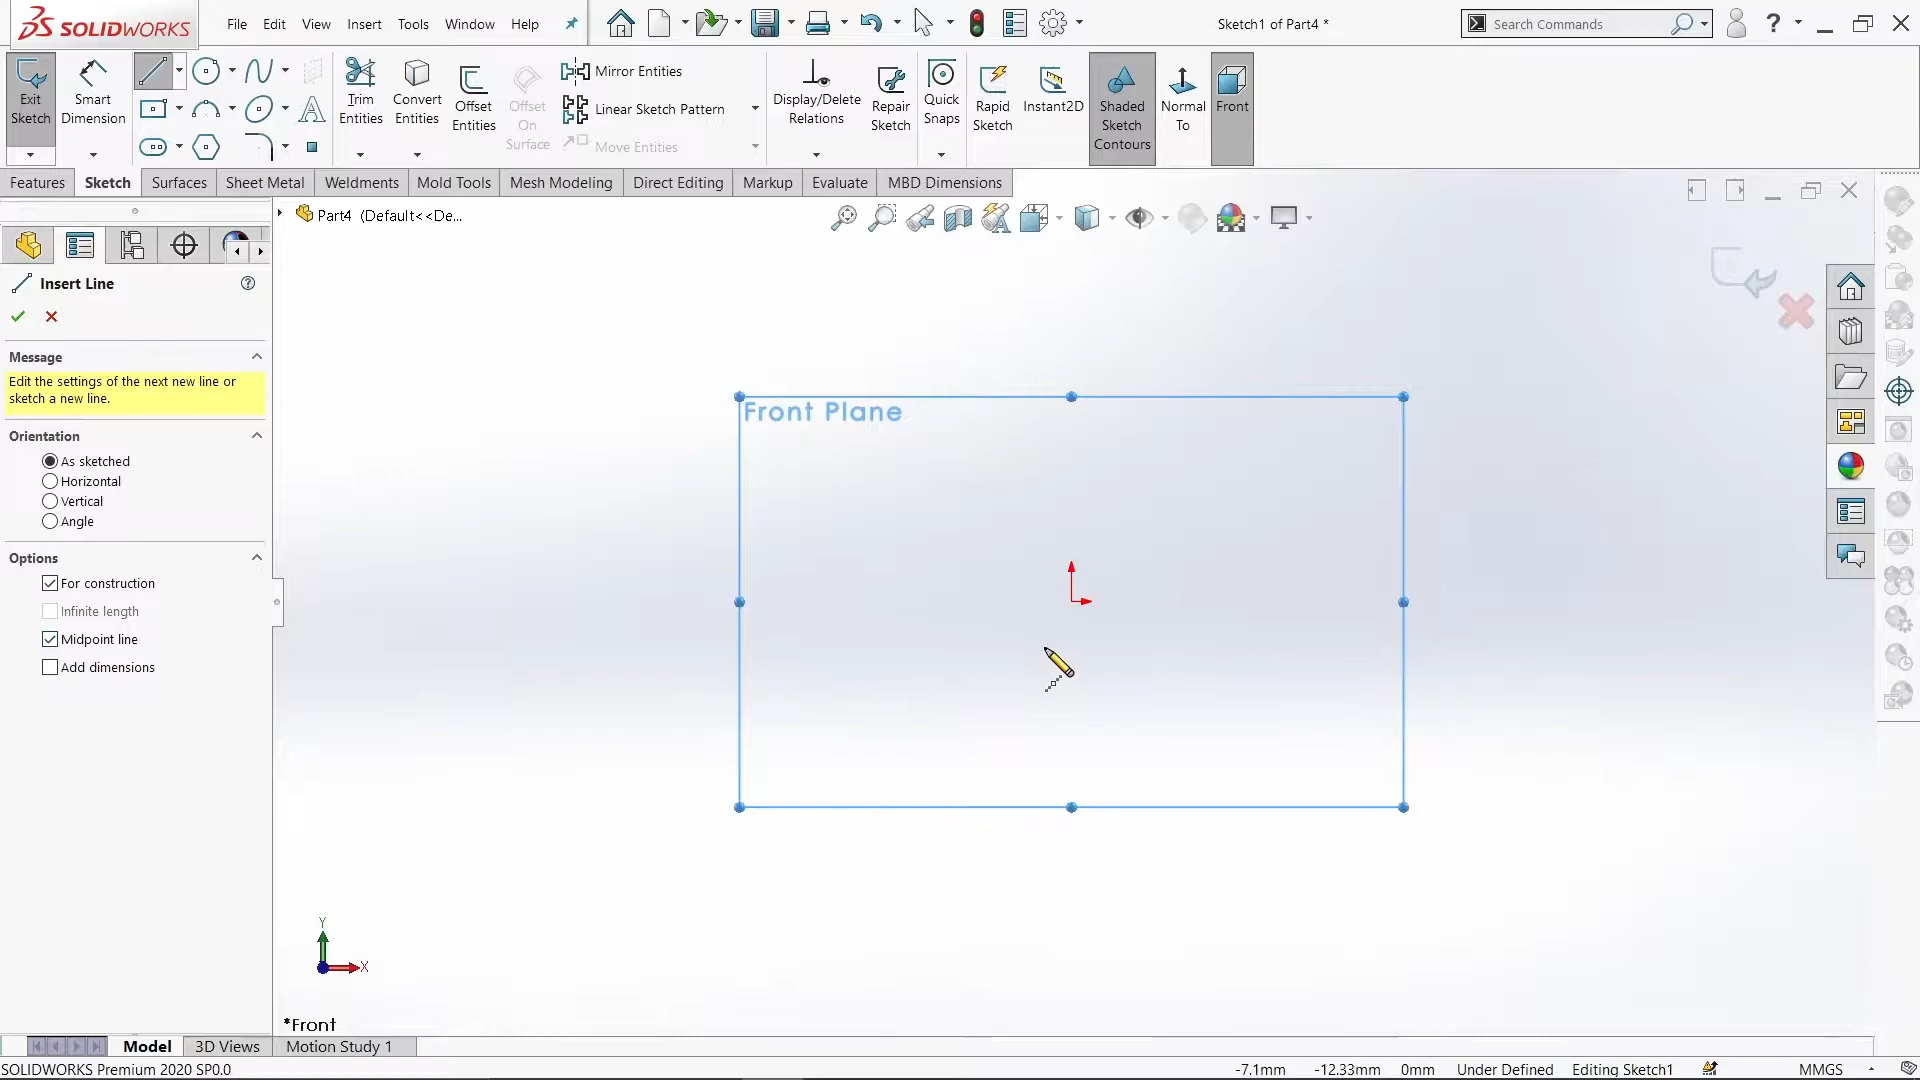 SOLIDWORKS
File Edit View Insert Tools Window Help
Sketch1 of Part4 *
Search Commands
?
Exit Sketch
Smart Dimension
Trim Entities
Convert Entities
Offset Entities
Offset On Surface
Mirror Entities
Linear Sketch Pattern
Move Entities
Display/Delete Relations
Repair Sketch
Quick Snaps
Rapid Sketch
Instant2D
Shaded Sketch Contours
Normal To
Front
Features Sketch Surfaces Sheet Metal Weldments Mold Tools Mesh Modeling Direct Editing Markup Evaluate MBD Dimensions
Part4 (Default<<De...
Insert Line
Message
Edit the settings of the next new line or
sketch a new line.
Orientation
As sketched
Horizontal
Vertical
Angle
Options
For construction
Infinite length
Midpoint line
Add dimensions
Front Plane
Y
X
*Front
Model 3D Views Motion Study 1
SOLIDWORKS Premium 2020 SP0.0
-7.1mm -12.33mm 0mm Under Defined Editing Sketch1 MMGS